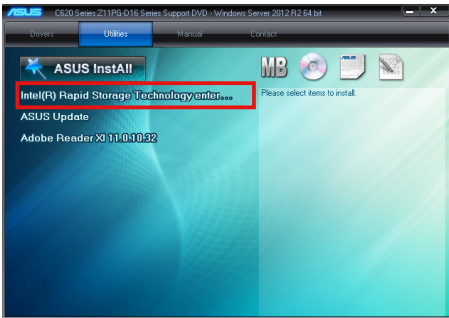 ASUS C620 Series Z11PG-D16 Series Support DVD - Windows Server 2012 R2 64 bit
Drivers Utilities Manual Contact
ASUS InstAll
MB
Intel(R) Rapid Storage Technology enter...
Please select items to install.
ASUS Update
Adobe Reader XI 11.0.10.32